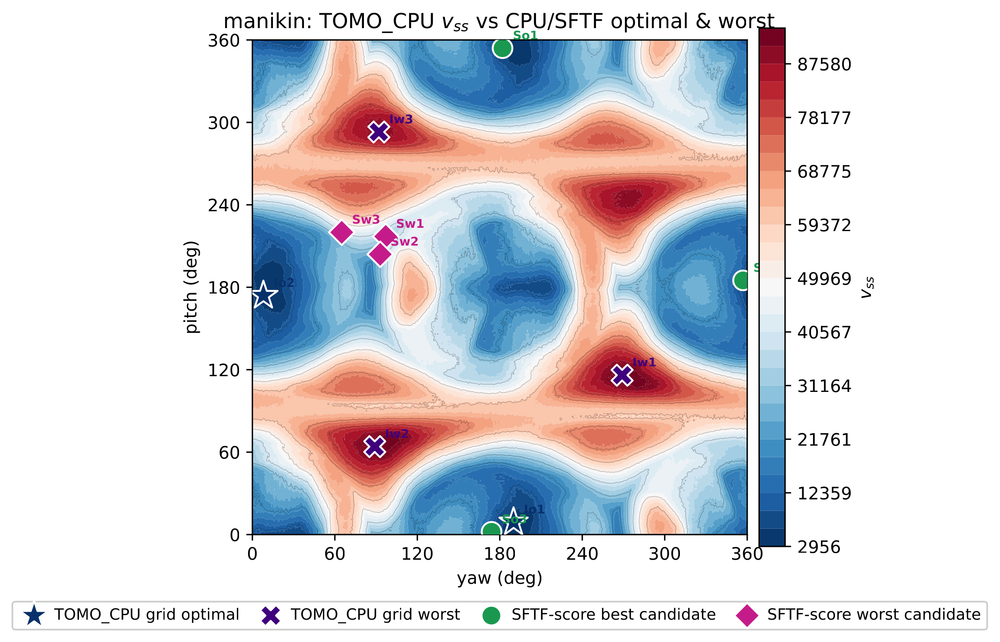 manikin: TOMO_CPU v_ss vs CPU/SFTF optimal & worst
So1
360
300
240
180
120
60
0
pitch (deg)
Iw3
Sw3
Sw1
Sw2
Io2
S
Iw1
Iw2
Io1
So3
0
60
120
180
240
300
360
yaw (deg)
87580
78177
68775
59372
49969
40567
31164
21761
12359
2956
v_ss
TOMO_CPU grid optimal
TOMO_CPU grid worst
SFTF-score best candidate
SFTF-score worst candidate